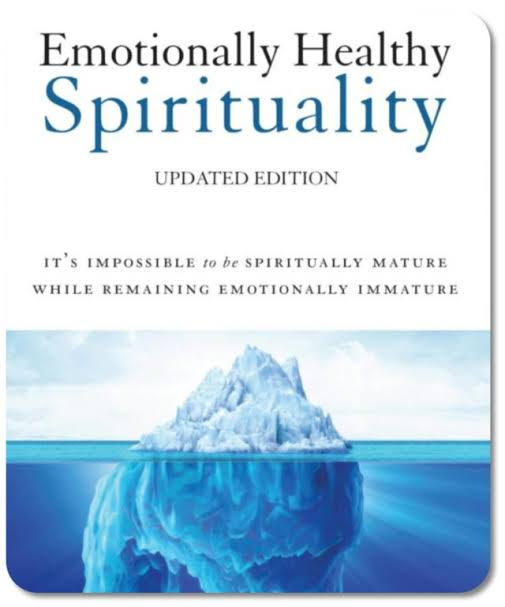 Emotionally Healthy
Spirituality
UPDATED EDITION
IT'S IMPOSSIBLE to be SPIRITUALLY MATURE
WHILE REMAINING EMOTIONALLY IMMATURE